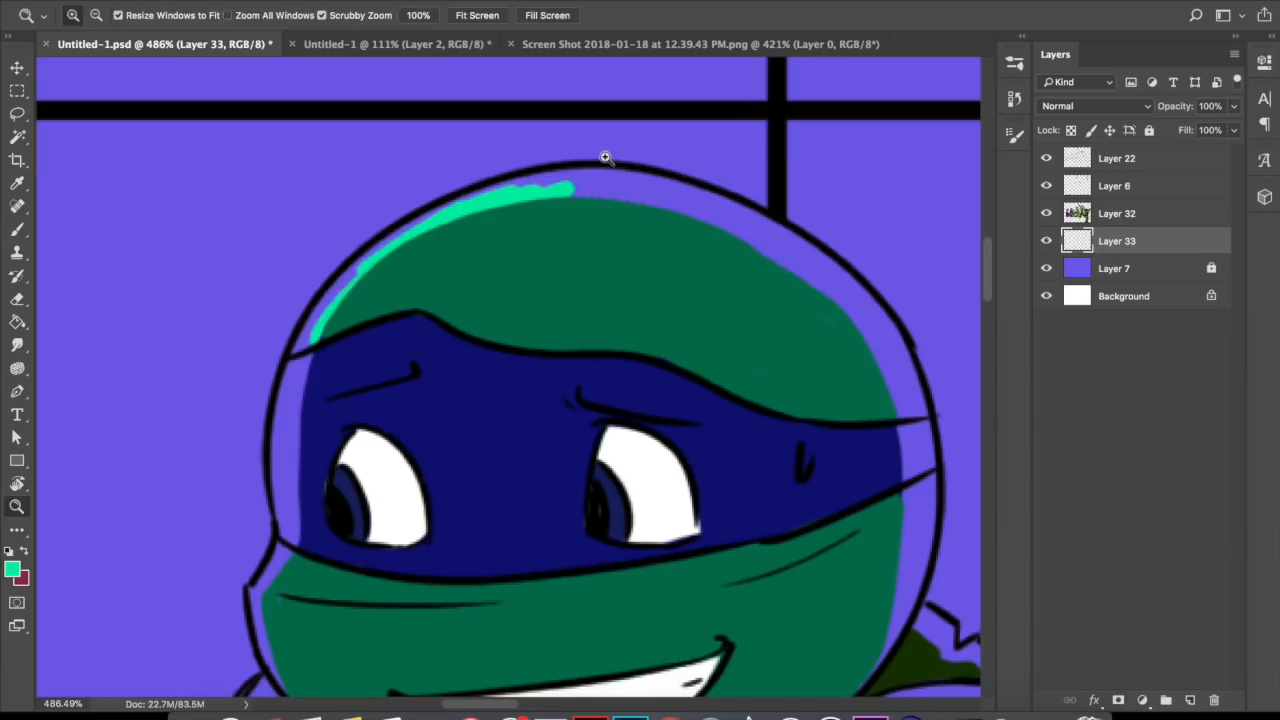 Resize Windows to Fit Zoom All Windows Scrubby Zoom 100% Fit Screen Fill Screen
Untitled-1.psd @ 486% (Layer 33, RGB/8) * Untitled-1 @ 111% (Layer 2, RGB/8) * Screen Shot 2018-01-18 at 12.39.43 PM.png @ 421% (Layer 0, RGB/8*)
Layers
Kind
Normal Opacity: 100%
Lock: Fill: 100%
Layer 22
Layer 6
Layer 32
Layer 33
Layer 7
Background
486.49% Doc: 22.7M/83.5M